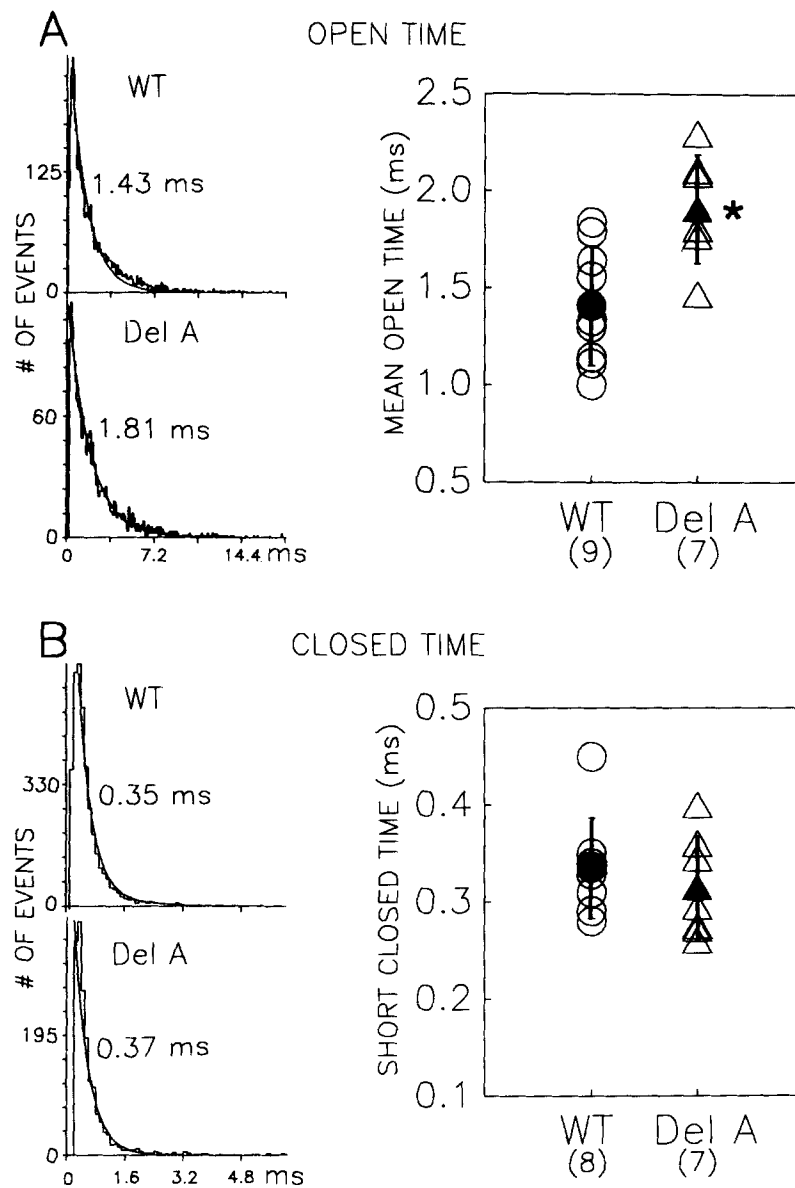 A
OPEN TIME
WT
125
1.43 ms
0
Del A
60
1.81 ms
0
0 7.2 14.4 ms
# OF EVENTS
MEAN OPEN TIME (ms)
2.5
2.0
1.5
1.0
0.5
*
WT Del A
(9) (7)
B
CLOSED TIME
WT
330
0.35 ms
0
Del A
195
0.37 ms
0
0 1.6 3.2 4.8 ms
# OF EVENTS
SHORT CLOSED TIME (ms)
0.5
0.4
0.3
0.2
0.1
WT Del A
(8) (7)